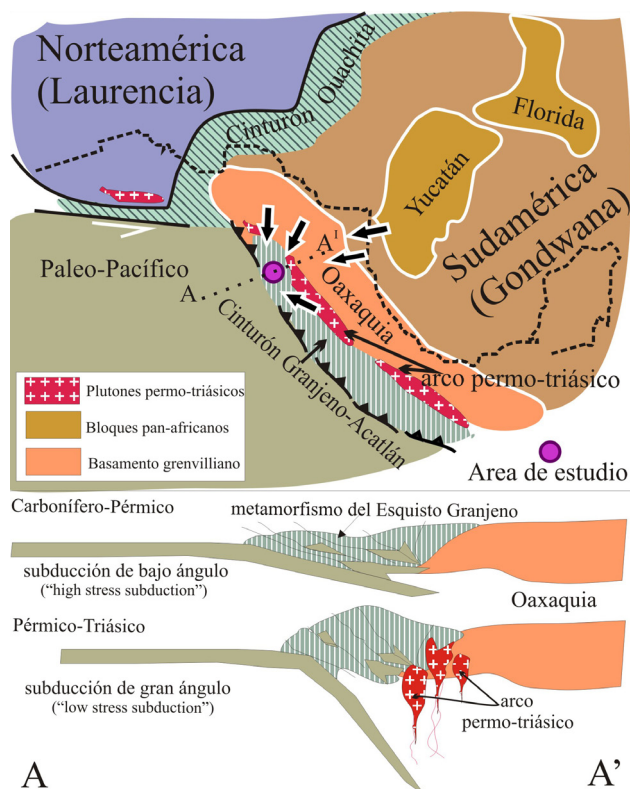 Norteamérica
(Laurencia)
Cinturón Ouachita
Florida
Yucatán
Sudamérica
(Gondwana)
Paleo-Pacífico
A
A'
Oaxaquia
Cinturón Granjeno-Acatlán
arco permo-triásico
Plutones permo-triásicos
Bloques pan-africanos
Basamento grenvilliano
Area de estudio
Carbonífero-Pérmico
metamorfismo del Esquisto Granjeno
subducción de bajo ángulo
("high stress subduction")
Oaxaquia
Pérmico-Triásico
subducción de gran ángulo
("low stress subduction")
arco
permo-triásico
A
A'